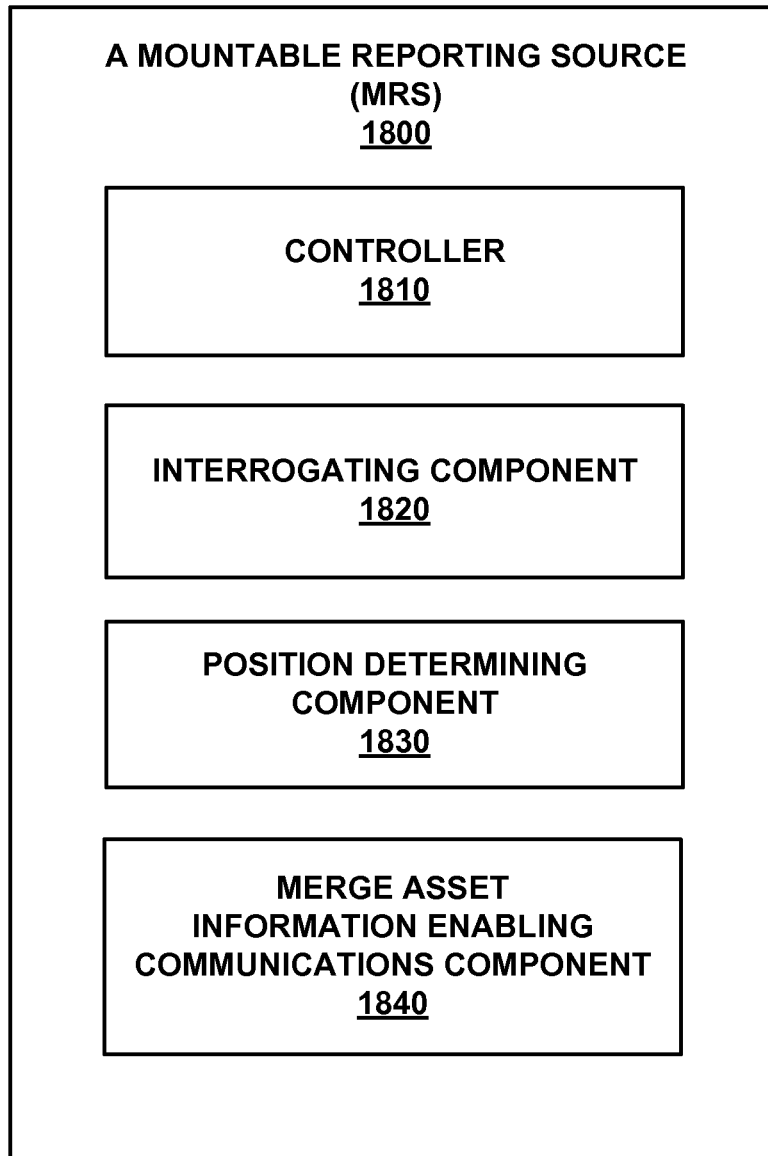 A MOUNTABLE REPORTING SOURCE
(MRS)
1800
CONTROLLER
1810
INTERROGATING COMPONENT
1820
POSITION DETERMINING
COMPONENT
1830
MERGE ASSET
INFORMATION ENABLING
COMMUNICATIONS COMPONENT
1840